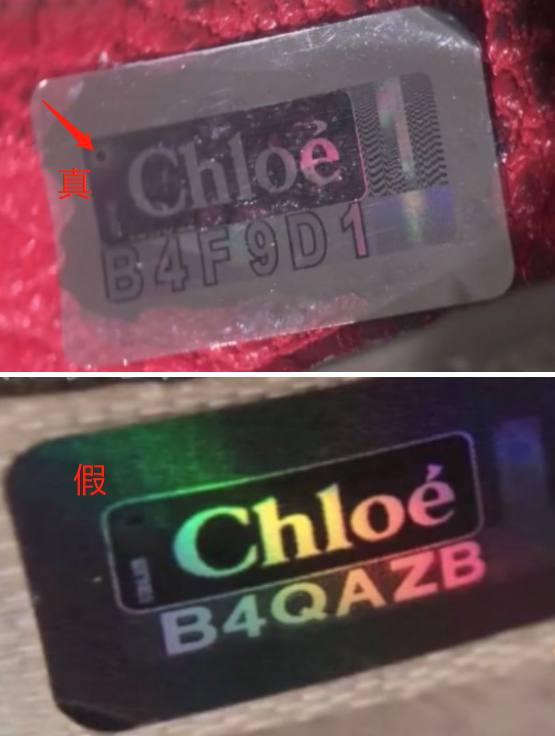 真
Chloé
B4F9D1
假
Chloé
B4QAZB